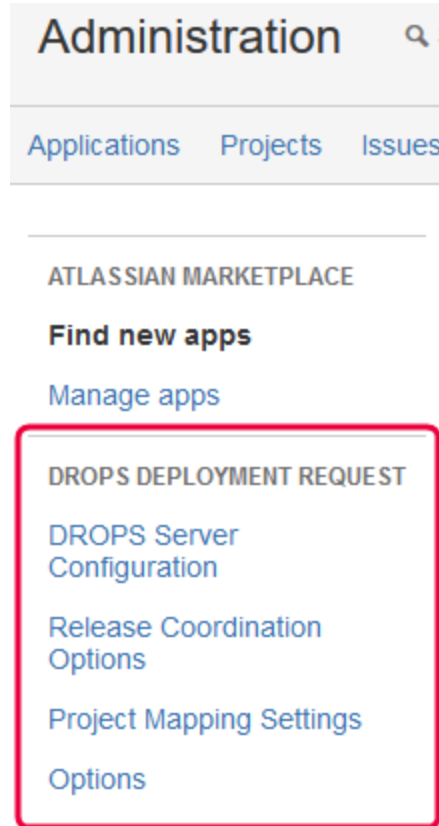 Administration
Applications Projects Issues
ATLASSIAN MARKETPLACE
Find new apps
Manage apps
DROPS DEPLOYMENT REQUEST
DROPS Server
Configuration
Release Coordination
Options
Project Mapping Settings
Options